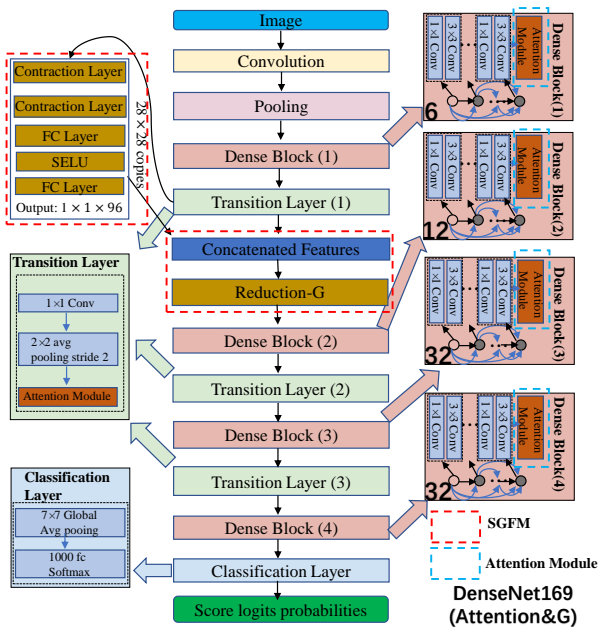 Image
Convolution
Pooling
Dense Block (1)
Transition Layer (1)
Concatenated Features
Reduction-G
Dense Block (2)
Transition Layer (2)
Dense Block (3)
Transition Layer (3)
Dense Block (4)
Classification Layer
Score logits probabilities
Contraction Layer
Contraction Layer
FC Layer
SELU
FC Layer
Output: 1×1×96
28×28 copies
Transition Layer
1×1 Conv
2×2 avg
pooling stride 2
Attention Module
Classification
Layer
7×7 Global
Avg pooing
1000 fc
Softmax
1×1 Conv
3×3 Conv
1×1 Conv
3×3 Conv
Attention
Module
Dense Block(1)
6
1×1 Conv
3×3 Conv
1×1 Conv
3×3 Conv
Attention
Module
Dense Block(2)
12
1×1 Conv
3×3 Conv
1×1 Conv
3×3 Conv
Attention
Module
Dense Block(3)
32
1×1 Conv
3×3 Conv
1×1 Conv
3×3 Conv
Attention
Module
Dense Block(4)
32
SGFM
Attention Module
DenseNet169
(Attention&G)